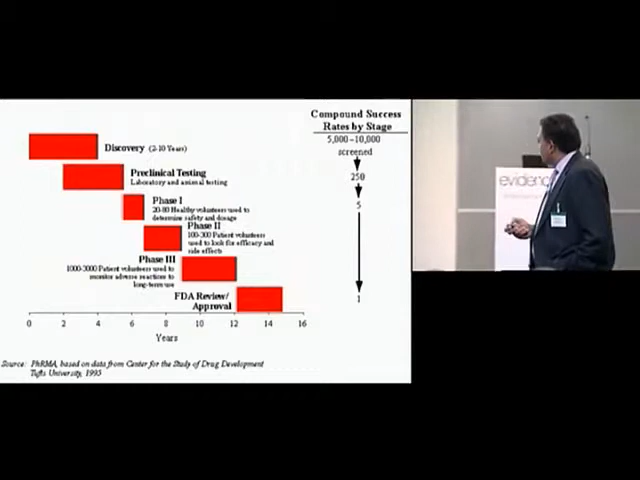 Compound Success
Rates by Stage
5,000–10,000
screened
Discovery (2-10 Years)
250
Preclinical Testing
Laboratory and animal testing
5
Phase I
20-80 Healthy volunteers used to
determine safety and dosage
Phase II
100-300 Patient volunteers
used to look for efficacy and
side effects
Phase III
1000-3000 Patient volunteers used to
monitor adverse reactions to
long-term use
FDA Review/
Approval
1
0 2 4 6 8 10 12 14 16
Years
Source: PhRMA, based on data from Center for the Study of Drug Development
Tufts University, 1995
evidenc